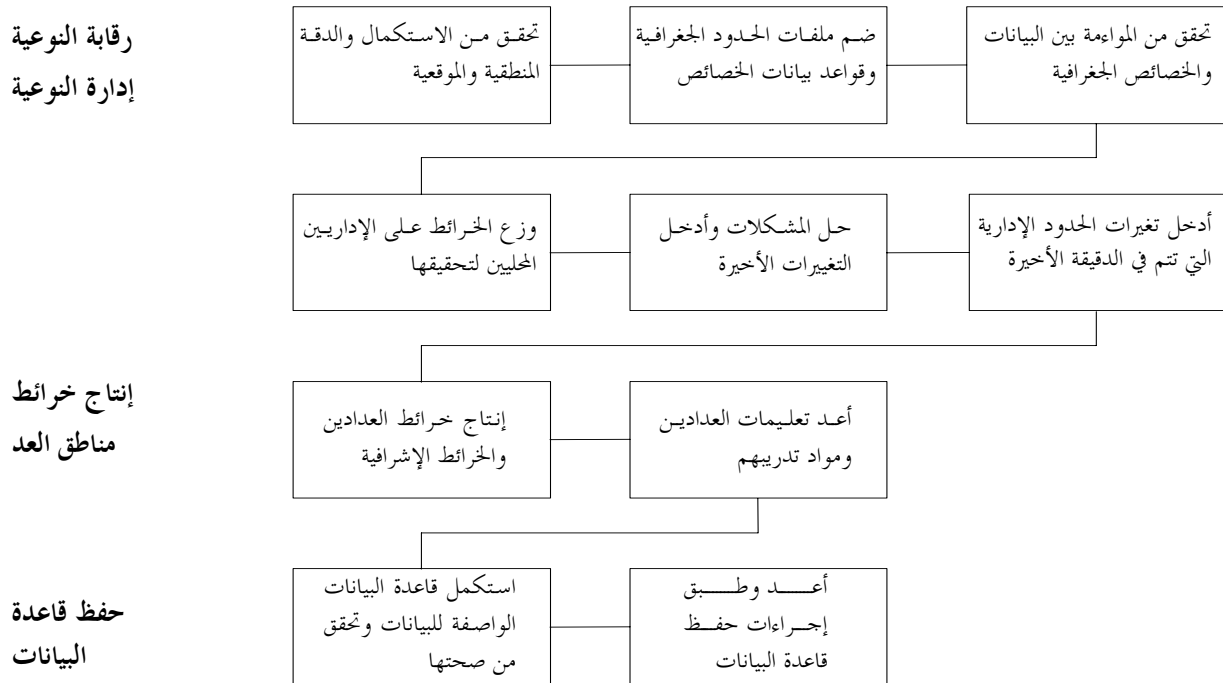 رقابة النوعية
إدارة النوعية
تحقق من الاستكمال والدقة
المنطقية والموقعية
ضم ملفات الحدود الجغرافية
وقواعد بيانات الخصائص
تحقق من المواءمة بين البيانات
والخصائص الجغرافية
وزع الخرائط على الإداريين
المحليين لتحقيقها
حل المشكلات وأدخل
التغييرات الأخيرة
أدخل تغيرات الحدود الإدارية
التي تتم في الدقيقة الأخيرة
إنتاج خرائط
مناطق العد
إنتاج خرائط العدادين
والخرائط الإشرافية
أعد تعليمات العدادين
ومواد تدريبهم
حفظ قاعدة
البيانات
استكمل قاعدة البيانات
الواصفة للبيانات وتحقق
من صحتها
أعد وطبق
إجراءات حفظ
قاعدة البيانات